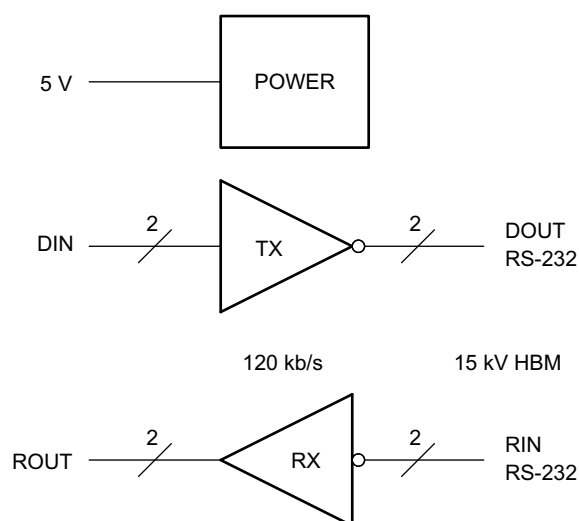 5 V
POWER
DIN
2
TX
2
DOUT
RS-232
120 kb/s
15 kV HBM
ROUT
2
RX
2
RIN
RS-232